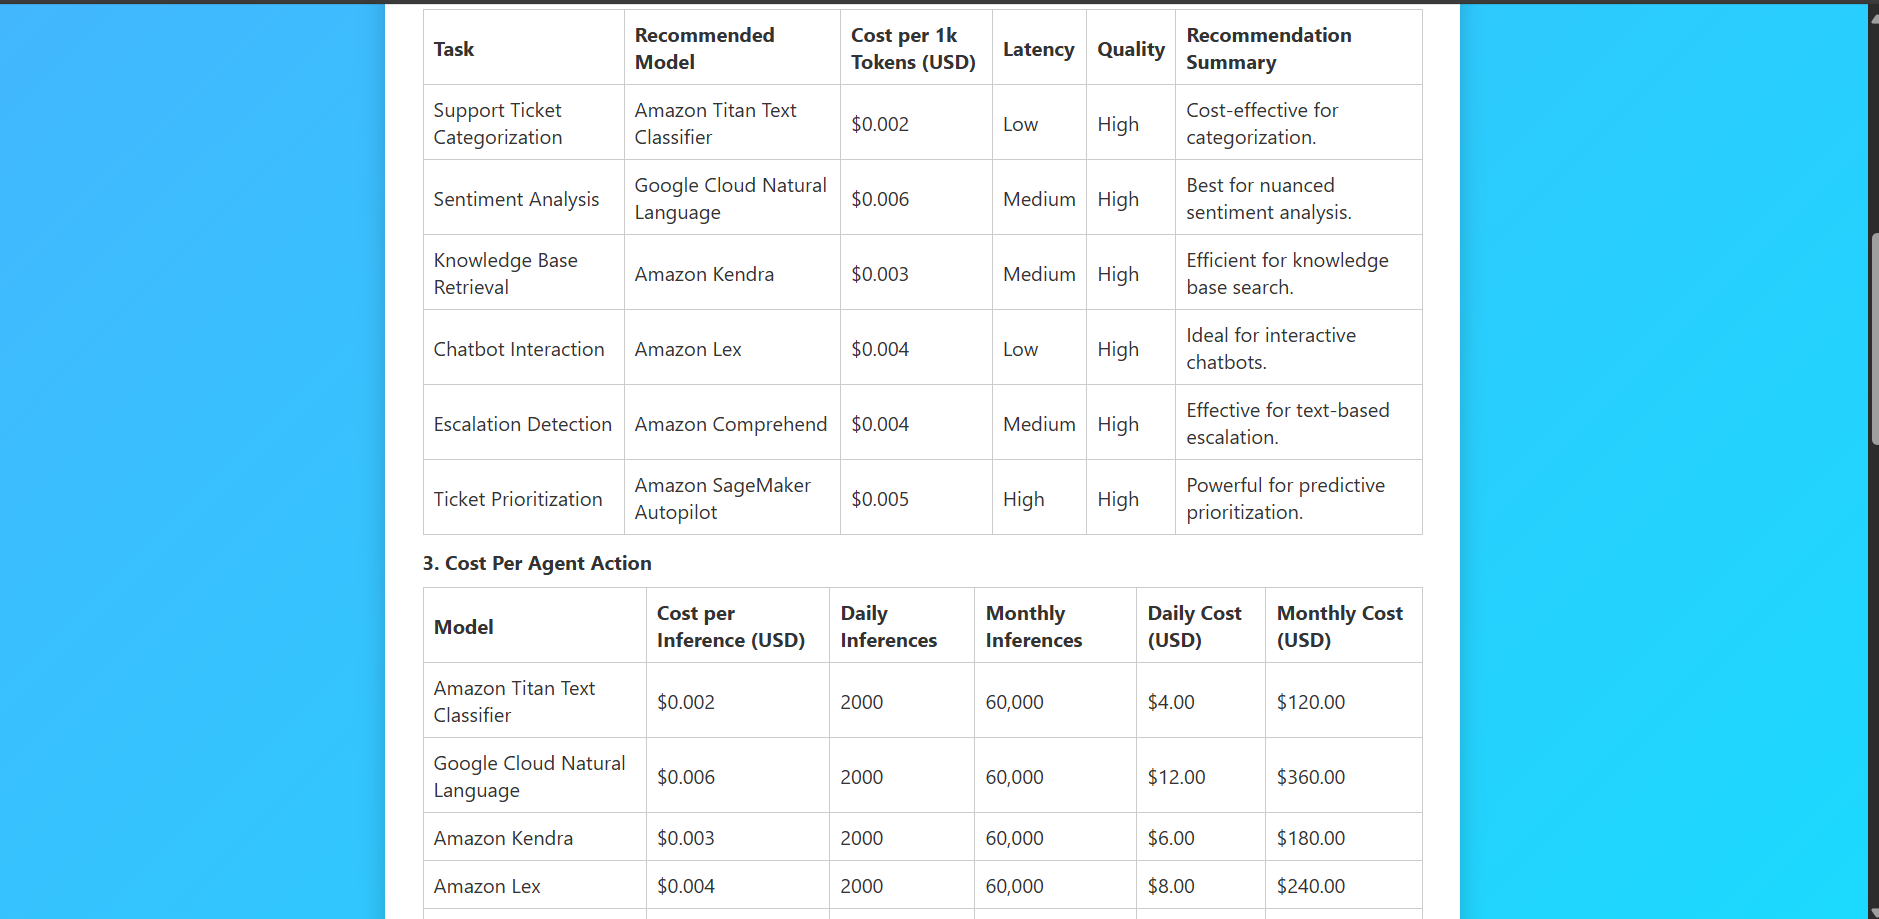 Task
Recommended
Model
Cost per 1k
Tokens (USD)
Latency
Quality
Recommendation
Summary
Support Ticket
Categorization
Amazon Titan Text
Classifier
$0.002
Low
High
Cost-effective for
categorization.
Sentiment Analysis
Google Cloud Natural
Language
$0.006
Medium
High
Best for nuanced
sentiment analysis.
Knowledge Base
Retrieval
Amazon Kendra
$0.003
Medium
High
Efficient for knowledge
base search.
Chatbot Interaction
Amazon Lex
$0.004
Low
High
Ideal for interactive
chatbots.
Escalation Detection
Amazon Comprehend
$0.004
Medium
High
Effective for text-based
escalation.
Ticket Prioritization
Amazon SageMaker
Autopilot
$0.005
High
High
Powerful for predictive
prioritization.
3. Cost Per Agent Action
Model
Cost per
Inference (USD)
Daily
Inferences
Monthly
Inferences
Daily Cost
(USD)
Monthly Cost
(USD)
Amazon Titan Text
Classifier
$0.002
2000
60,000
$4.00
$120.00
Google Cloud Natural
Language
$0.006
2000
60,000
$12.00
$360.00
Amazon Kendra
$0.003
2000
60,000
$6.00
$180.00
Amazon Lex
$0.004
2000
60,000
$8.00
$240.00